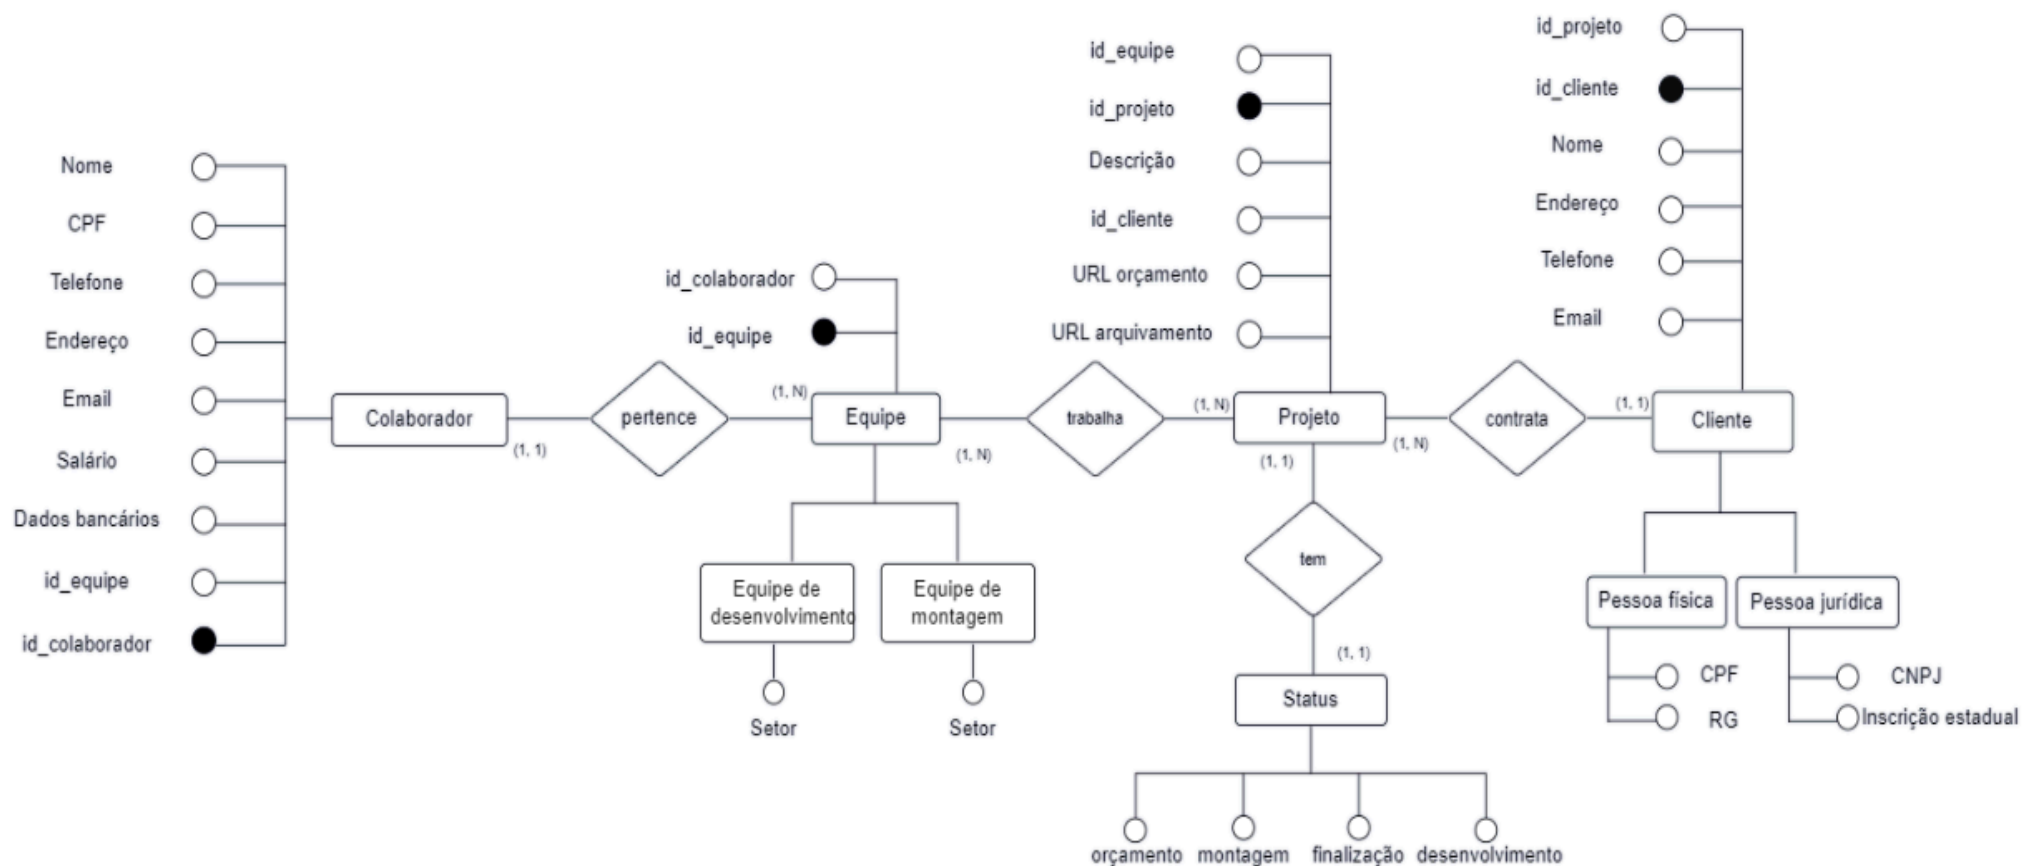 Nome
CPF
Telefone
Endereço
Email
Salário
Dados bancários
id_equipe
id_colaborador
Colaborador
(1, 1)
pertence
(1, N)
id_colaborador
id_equipe
Equipe
(1, N)
Equipe de
desenvolvimento
Setor
Equipe de
montagem
Setor
trabalha
(1, N)
id_equipe
id_projeto
Descrição
id_cliente
URL orçamento
URL arquivamento
Projeto
(1, 1)
(1, N)
tem
(1, 1)
Status
orçamento
montagem
finalização
desenvolvimento
contrata
(1, 1)
id_projeto
id_cliente
Nome
Endereço
Telefone
Email
Cliente
Pessoa física
CPF
RG
Pessoa jurídica
CNPJ
Inscrição estadual